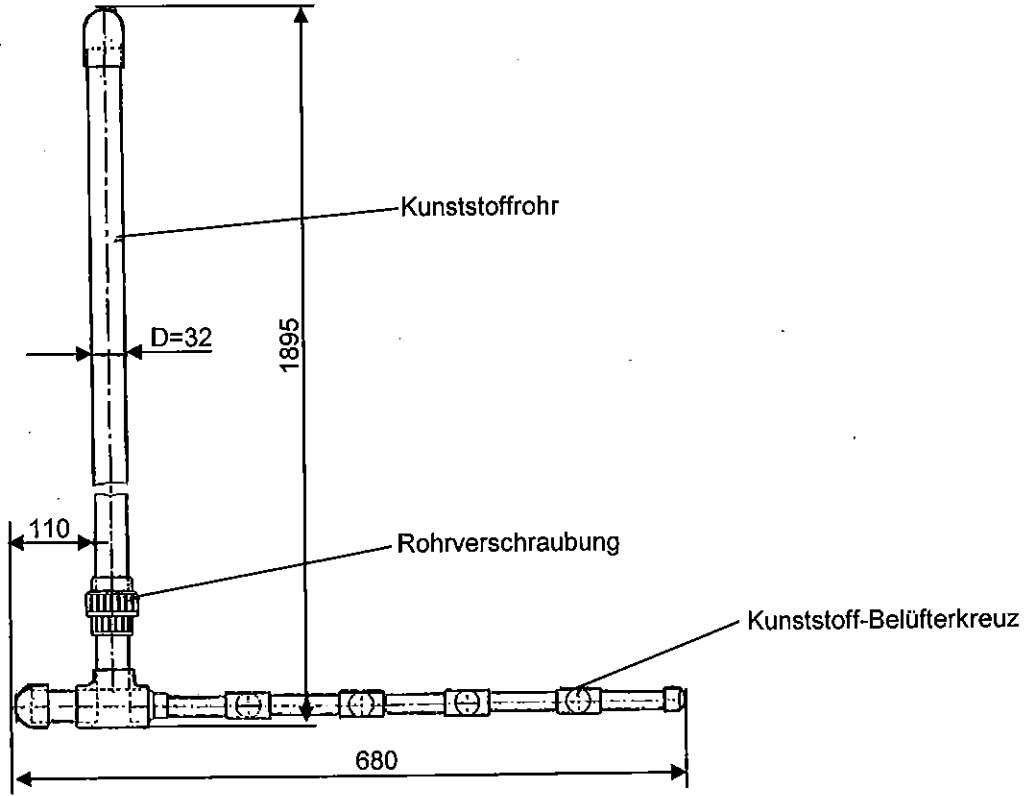 Kunststoffrohr
D=32
1895
110
Rohrverschraubung
Kunststoff-Belüfterkreuz
680